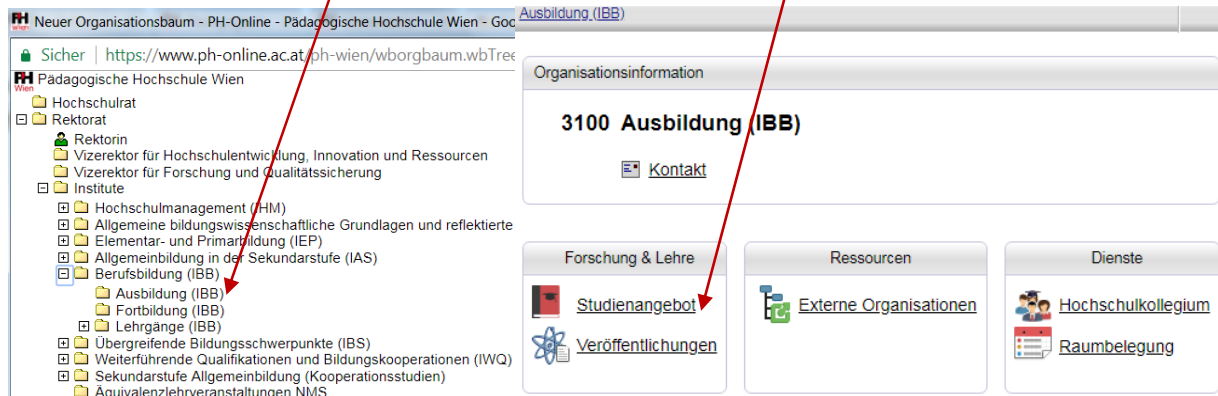 PH Wien Neuer Organisationsbaum - PH-Online - Pädagogische Hochschule Wien - Goo
Sicher | https://www.ph-online.ac.at/ph-wien/wborgbaum.wbTree
PH Wien Pädagogische Hochschule Wien
Hochschulrat
Rektorat
Rektorin
Vizerektor für Hochschulentwicklung, Innovation und Ressourcen
Vizerektor für Forschung und Qualitätssicherung
Institute
Hochschulmanagement (IHM)
Allgemeine bildungswissenschaftliche Grundlagen und reflektierte
Elementar- und Primarbildung (IEP)
Allgemeinbildung in der Sekundarstufe (IAS)
Berufsbildung (IBB)
Ausbildung (IBB)
Fortbildung (IBB)
Lehrgänge (IBB)
Übergreifende Bildungsschwerpunkte (IBS)
Weiterführende Qualifikationen und Bildungskooperationen (IWQ)
Sekundarstufe Allgemeinbildung (Kooperationsstudien)
Äquivalenzlehrveranstaltungen NMS
Ausbildung (IBB)
Organisationsinformation
3100 Ausbildung (IBB)
Kontakt
Forschung & Lehre
Studienangebot
Veröffentlichungen
Ressourcen
Externe Organisationen
Dienste
Hochschulkollegium
Raumbelegung